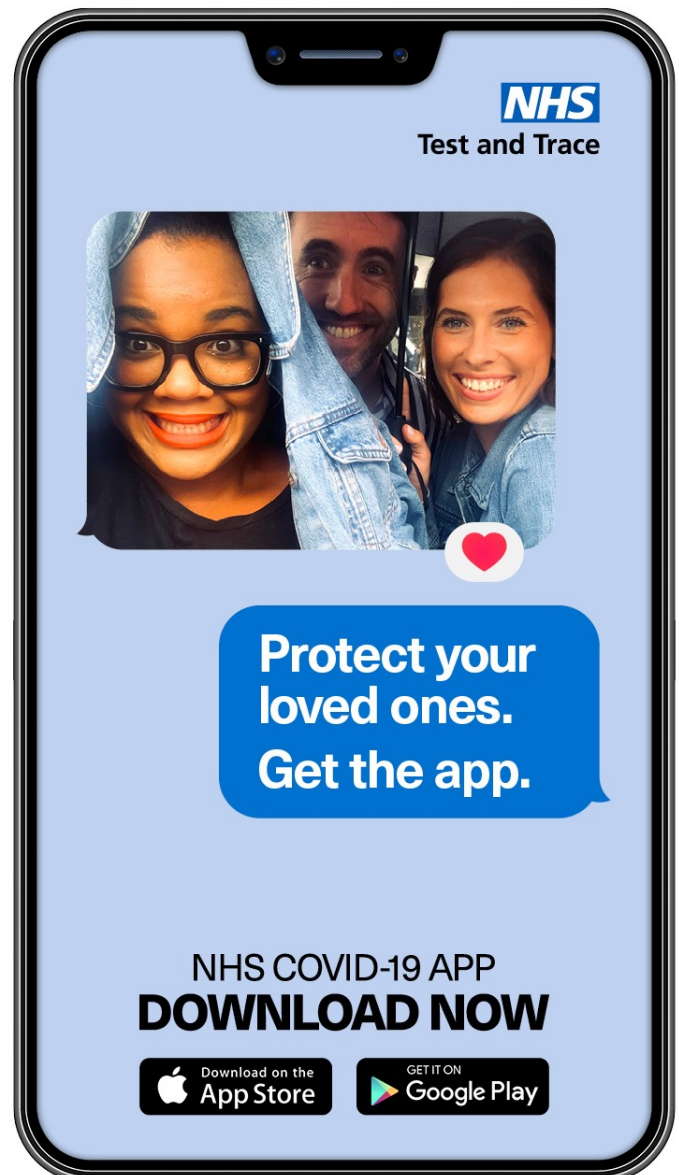 NHS
Test and Trace
Protect your
loved ones.
Get the app.
NHS COVID-19 APP
DOWNLOAD NOW
Download on the
App Store
GET IT ON
Google Play